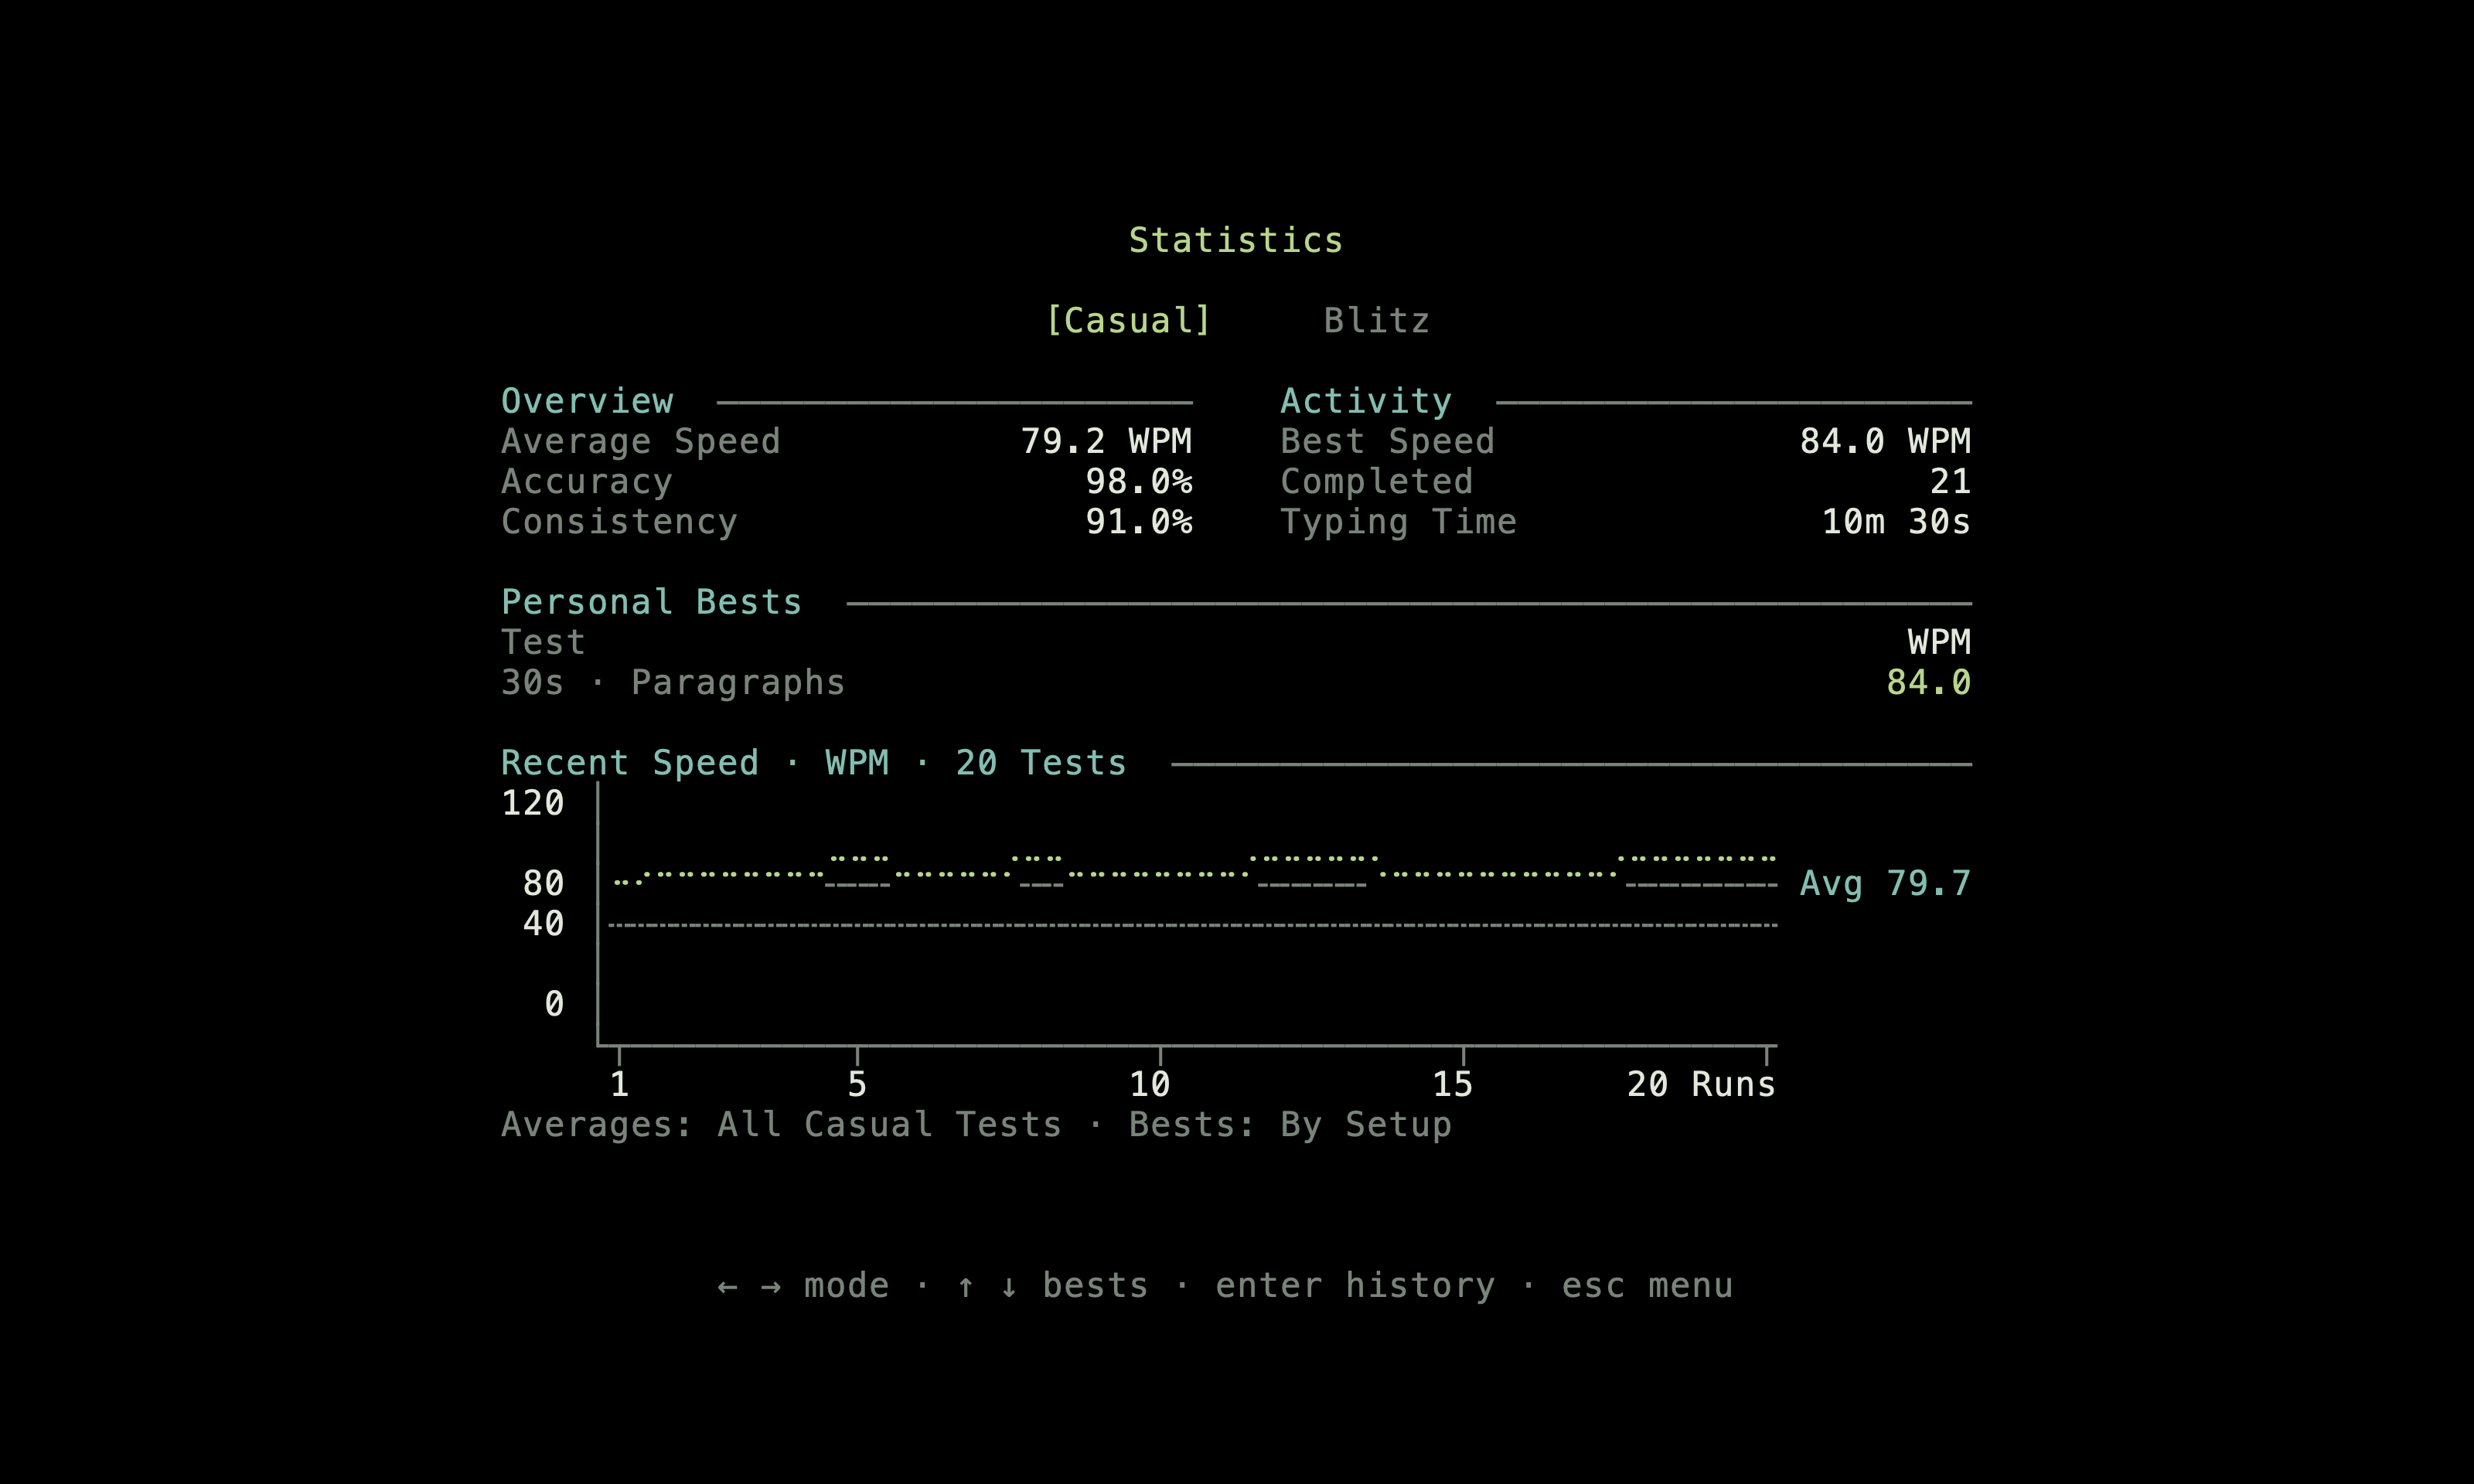 Statistics
[Casual] Blitz
Overview Activity
Average Speed 79.2 WPM Best Speed 84.0 WPM
Accuracy 98.0% Completed 21
Consistency 91.0% Typing Time 10m 30s
Personal Bests
Test WPM
30s · Paragraphs 84.0
Recent Speed · WPM · 20 Tests
120
80 Avg 79.7
40
0
1 5 10 15 20 Runs
Averages: All Casual Tests · Bests: By Setup
← → mode · ↑ ↓ bests · enter history · esc menu